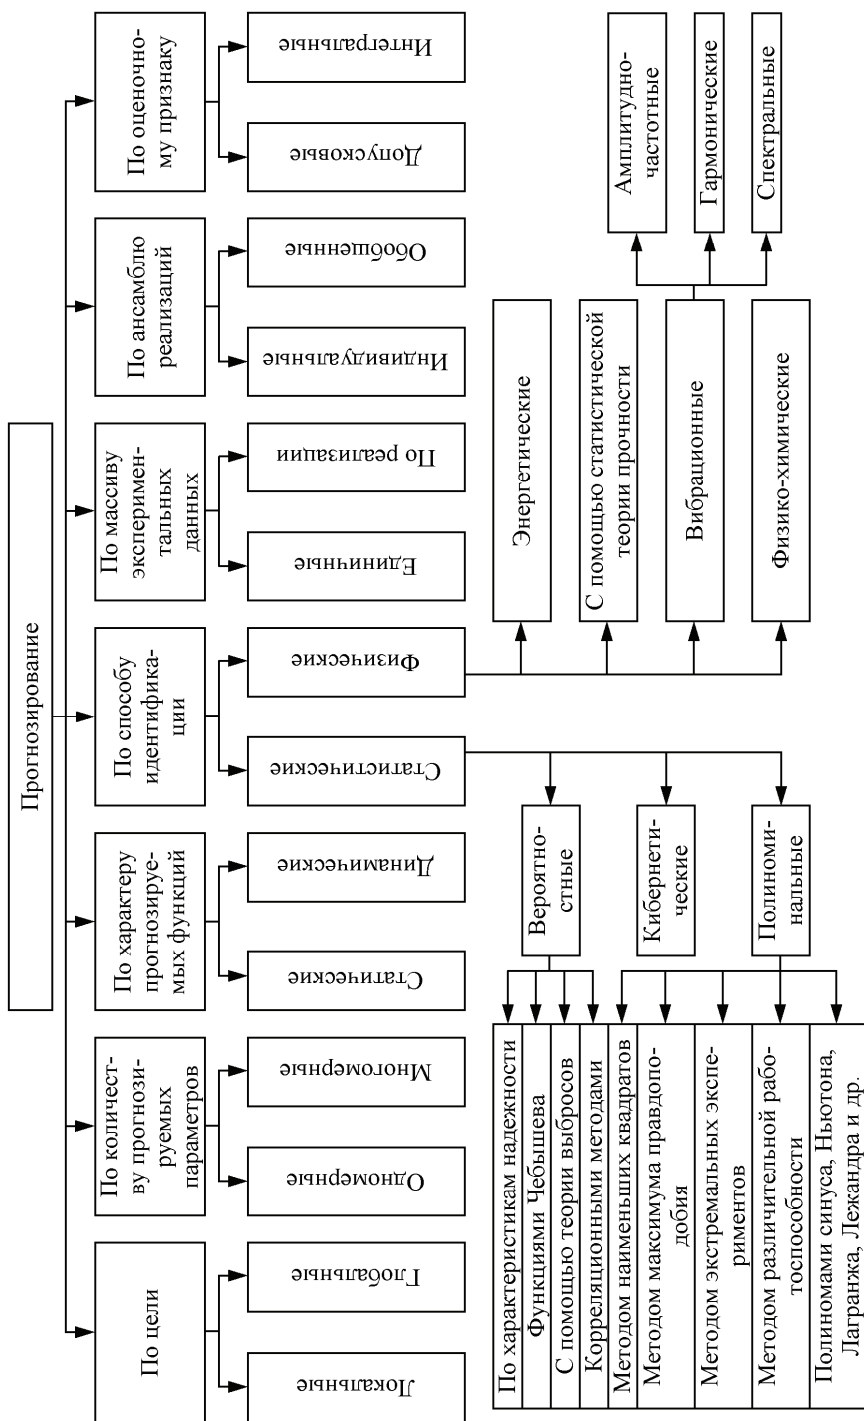 Прогнозирование
По цели
По количест-
ву прогнози-
руемых
параметров
По характеру
прогнозируе-
мых функций
По способу
идентифика-
ции
По массиву
эксперимен-
тальных
данных
По ансамблю
реализаций
По оценочно-
му признаку
Локальные
Глобальные
Одномерные
Многомерные
Статические
Динамические
Статистические
Физические
Единичные
По реализации
Индивидуальные
Обобщенные
Допусковые
Интегральные
Вероятно-
стные
Кибернети-
ческие
Полиноми-
нальные
Энергетические
С помощью статистической
теории прочности
Вибрационные
Физико-химические
Амплитудно-
частотные
Гармонические
Спектральные
По характеристикам надежности
Функциями Чебышева
С помощью теории выбросов
Корреляционными методами
Методом наименьших квадратов
Методом максимума правдопо-
добия
Методом экстремальных экспе-
риментов
Методом различительной рабо-
тоспособности
Полиномами синуса, Ньютона,
Лагранжа, Лежандра и др.